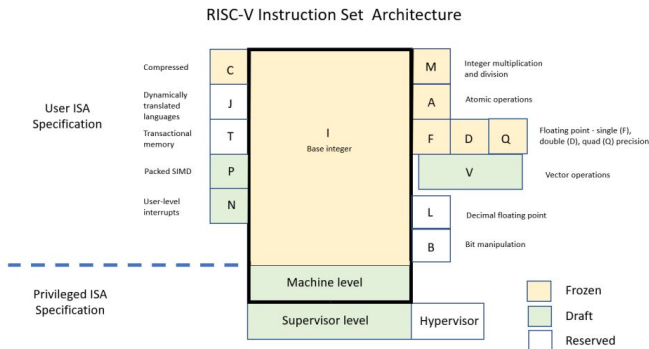 RISC-V Instruction Set Architecture
Compressed
C
M
Integer multiplication
and division
Dynamically
translated
languages
J
A
Atomic operations
User ISA
Specification
Transactional
memory
T
I
Base integer
F
D
Q
Floating point - single (F),
double (D), quad (Q) precision
Packed SIMD
P
V
Vector operations
User-level
interrupts
N
L
Decimal floating point
B
Bit manipulation
Privileged ISA
Specification
Machine level
Supervisor level
Hypervisor
Frozen
Draft
Reserved